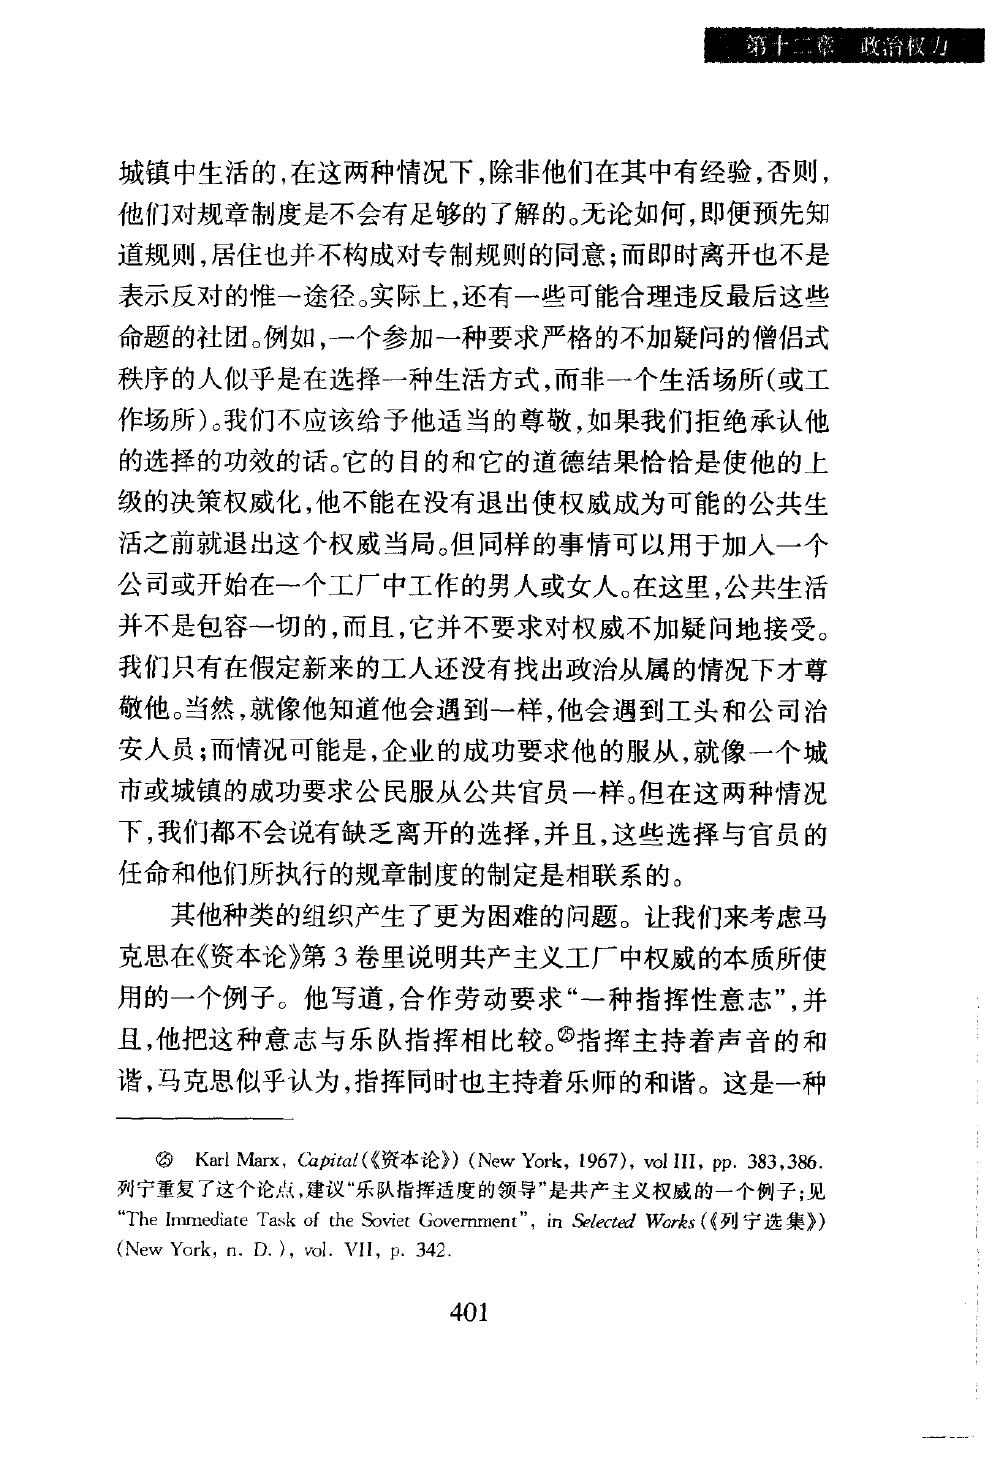 第十二章 政治权力
城镇中生活的,在这两种情况下,除非他们在其中有经验,否则,
他们对规章制度是不会有足够的了解的。无论如何,即便预先知
道规则,居住也并不构成对专制规则的同意;而即时离开也不是
表示反对的惟一途径。实际上,还有一些可能合理违反最后这些
命题的社团。例如,一个参加一种要求严格的不加疑问的僧侣式
秩序的人似乎是在选择一种生活方式,而非一个生活场所(或工
作场所)。我们不应该给予他适当的尊敬,如果我们拒绝承认他
的选择的功效的话。它的目的和它的道德结果恰恰是使他的上
级的决策权威化,他不能在没有退出使权威成为可能的公共生
活之前就退出这个权威当局。但同样的事情可以用于加入一个
公司或开始在一个工厂中工作的男人或女人。在这里,公共生活
并不是包容一切的,而且,它并不要求对权威不加疑问地接受。
我们只有在假定新来的工人还没有找出政治从属的情况下才尊
敬他。当然,就像他知道他会遇到一样,他会遇到工头和公司治
安人员;而情况可能是,企业的成功要求他的服从,就像一个城
市或城镇的成功要求公民服从公共官员一样。但在这两种情况
下,我们都不会说有缺乏离开的选择,并且,这些选择与官员的
任命和他们所执行的规章制度的制定是相联系的。
其他种类的组织产生了更为困难的问题。让我们来考虑马
克思在《资本论》第3卷里说明共产主义工厂中权威的本质所使
用的一个例子。他写道,合作劳动要求“一种指挥性意志”,并
且,他把这种意志与乐队指挥相比较。㉕指挥主持着声音的和
谐,马克思似乎认为,指挥同时也主持着乐师的和谐。这是一种
㉕ Karl Marx, Capital(《资本论》) (New York, 1967), vol III, pp. 383,386.
列宁重复了这个论点,建议“乐队指挥适度的领导”是共产主义权威的一个例子;见
“The Immediate Task of the Soviet Government”, in Selected Works (《列宁选集》)
(New York, n. D. ), vol. VII, p. 342.
401